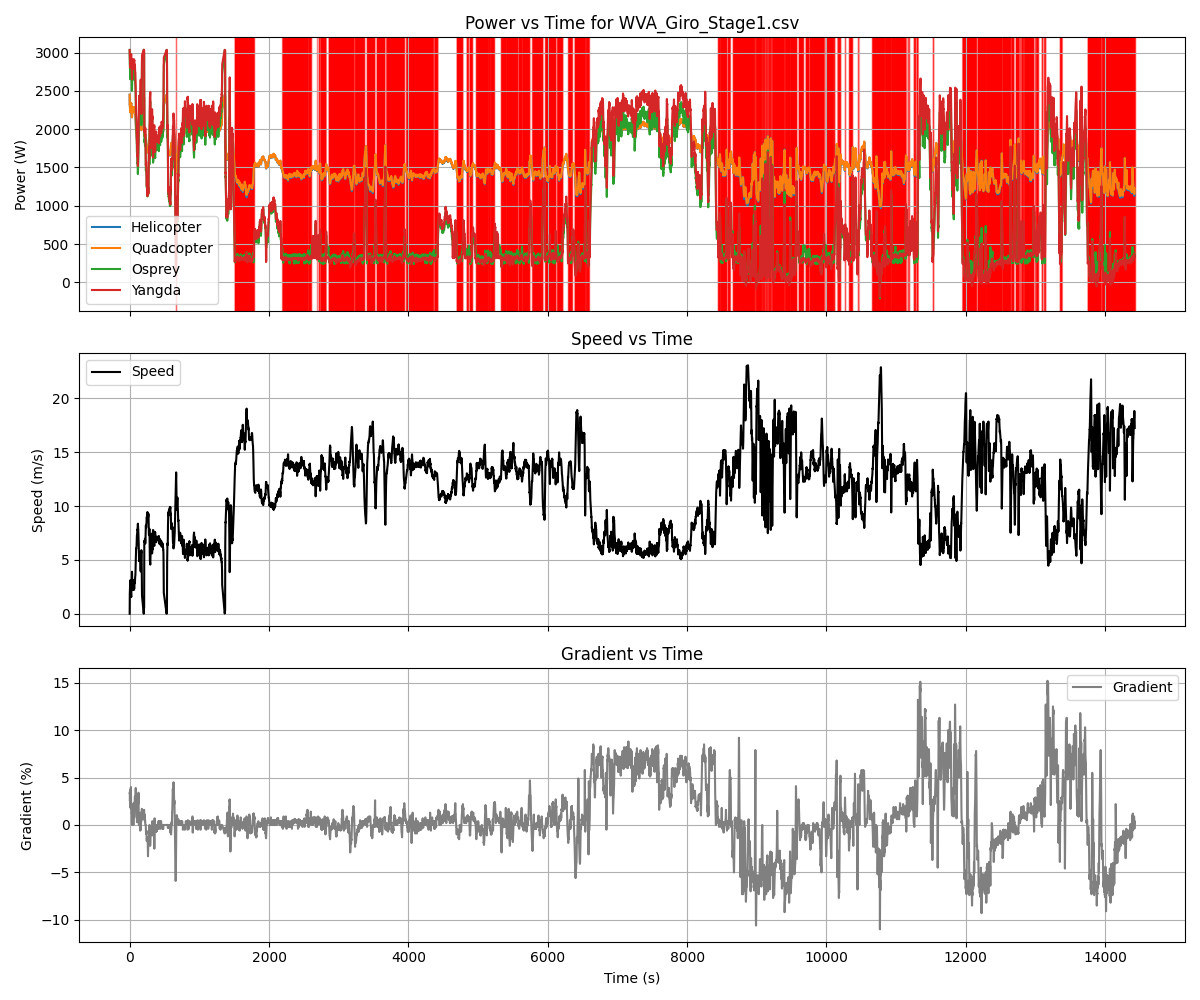 Power vs Time for WVA_Giro_Stage1.csv
3000
2500
2000
1500
1000
500
0
Power (W)
Helicopter
Quadcopter
Osprey
Yangda
Speed vs Time
Speed
20
15
10
5
0
Speed (m/s)
Gradient vs Time
Gradient
15
10
5
0
−5
−10
Gradient (%)
0 2000 4000 6000 8000 10000 12000 14000
Time (s)